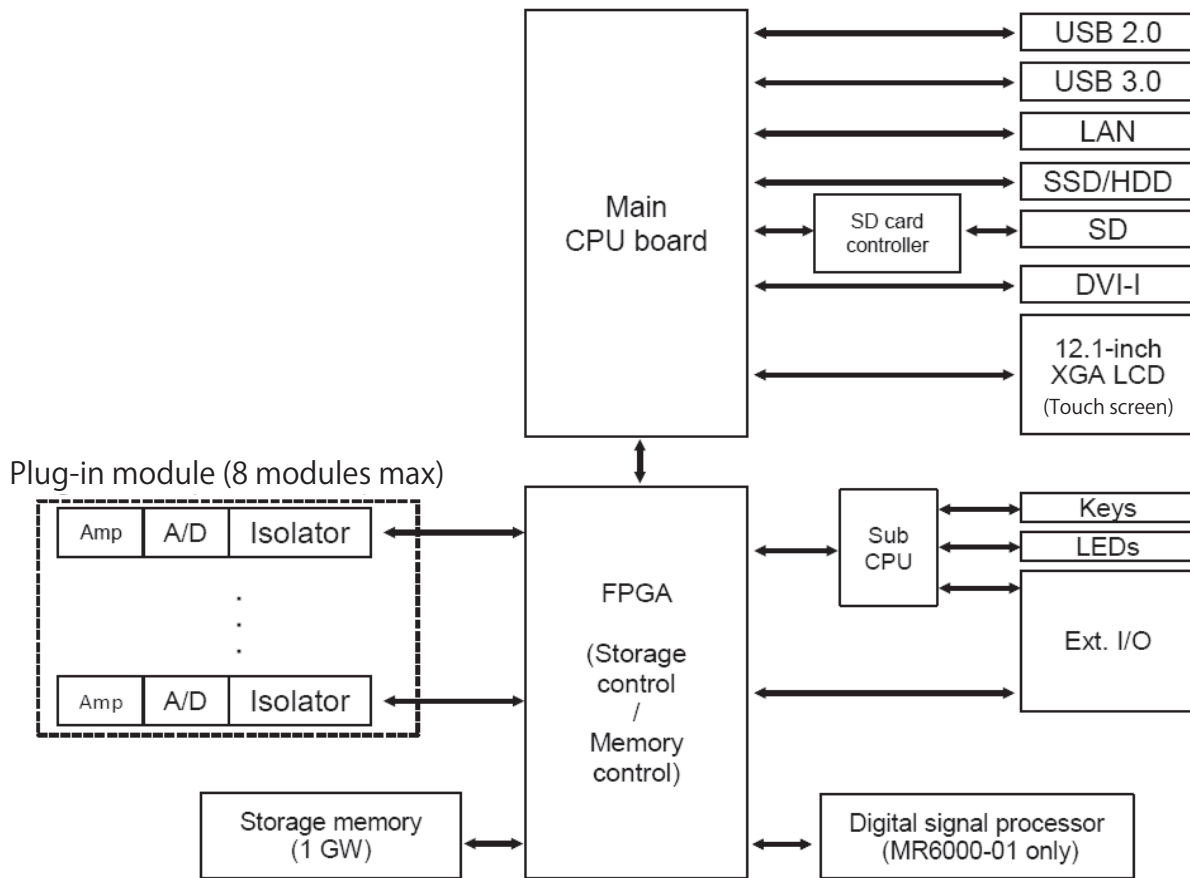 Main
CPU board
USB 2.0
USB 3.0
LAN
SSD/HDD
SD card
controller
SD
DVI-I
12.1-inch
XGA LCD
(Touch screen)
Plug-in module (8 modules max)
Amp A/D Isolator
.
.
.
Amp A/D Isolator
FPGA
(Storage
control
/
Memory
control)
Sub
CPU
Keys
LEDs
Ext. I/O
Storage memory
(1 GW)
Digital signal processor
(MR6000-01 only)